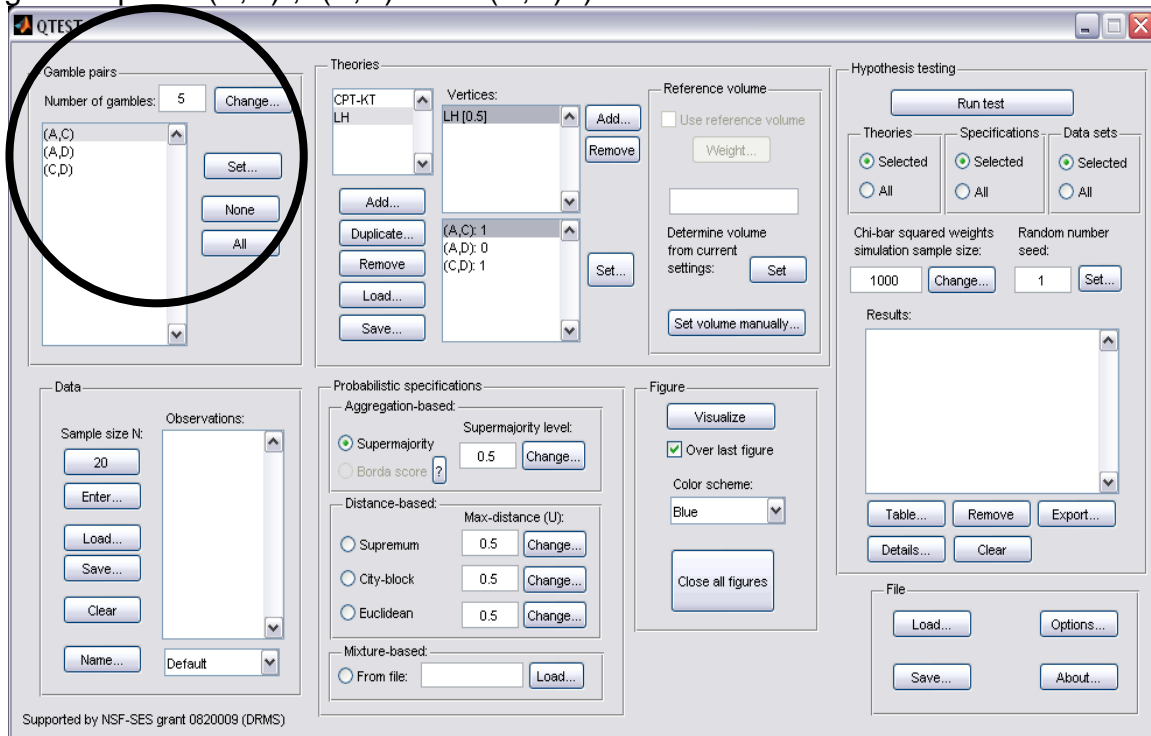 QTEST
Gamble pairs
Number of gambles: 5 Change...
(A,C)
(A,D)
(C,D)
Set...
None
All
Theories
CPT-KT
LH
Vertices:
LH [0.5]
Add...
Remove
Add...
Duplicate...
Remove
Load...
Save...
(A,C): 1
(A,D): 0
(C,D): 1
Set...
Reference volume
Use reference volume
Weight...
Determine volume
from current
settings: Set
Set volume manually...
Hypothesis testing
Run test
Theories
Selected
All
Specifications
Selected
All
Data sets
Selected
All
Chi-bar squared weights
simulation sample size:
1000 Change...
Random number
seed:
1 Set...
Results:
Table... Remove Export...
Details... Clear
Data
Sample size N:
20
Enter...
Load...
Save...
Clear
Name...
Observations:
Default
Probabilistic specifications
Aggregation-based:
Supermajority level:
Supermajority 0.5 Change...
Borda score ?
Distance-based:
Max-distance (U):
Supremum 0.5 Change...
City-block 0.5 Change...
Euclidean 0.5 Change...
Mixture-based:
From file: Load...
Figure
Visualize
Over last figure
Color scheme:
Blue
Close all figures
File
Load... Options...
Save... About...
Supported by NSF-SES grant 0820009 (DRMS)